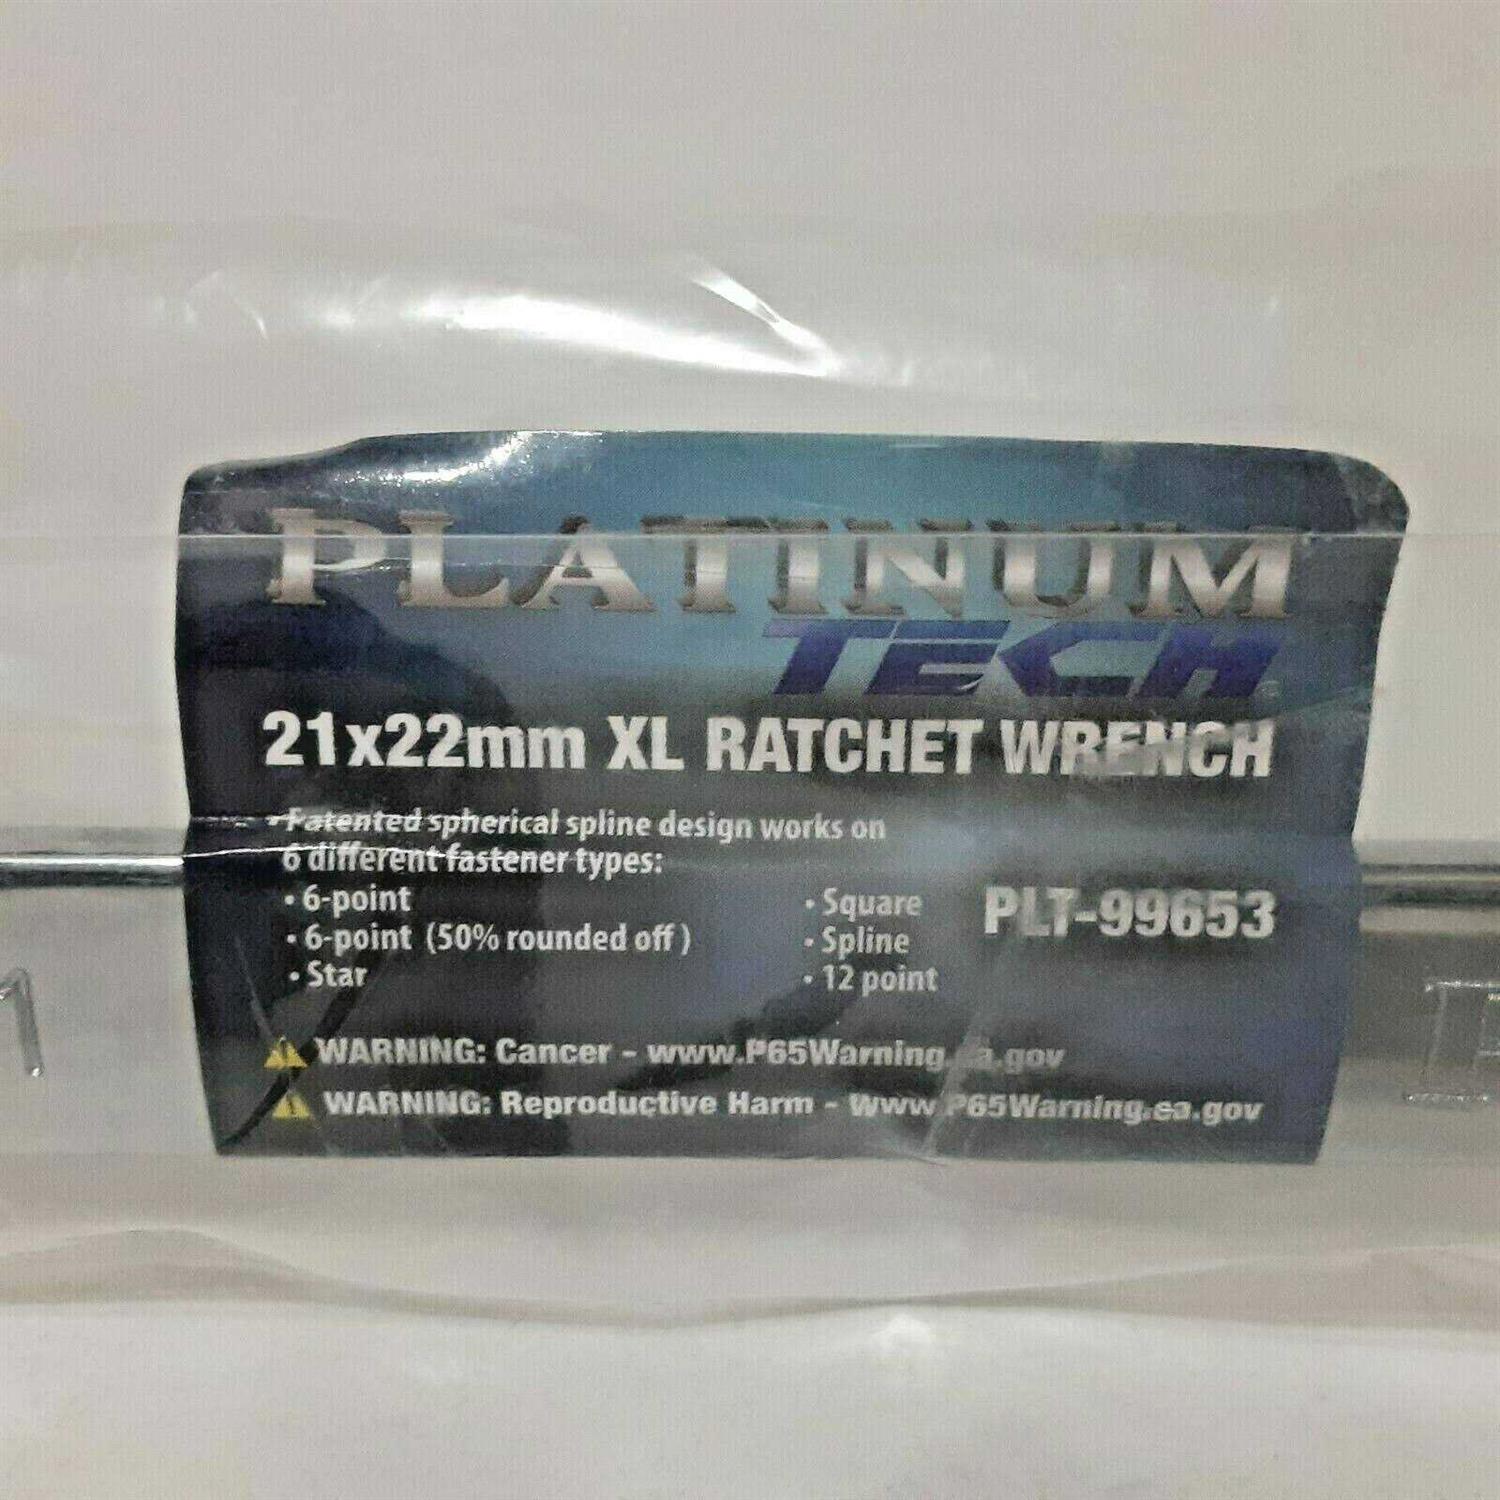 PLATINUM
TECH
21x22mm XL RATCHET WRENCH
• Patented spherical spline design works on
6 different fastener types:
• 6-point
• 6-point (50% rounded off)
• Star
• Square
• Spline
• 12 point
PLT-99653
WARNING: Cancer - www.P65Warning.ca.gov
WARNING: Reproductive Harm - www.P65Warning.ca.gov